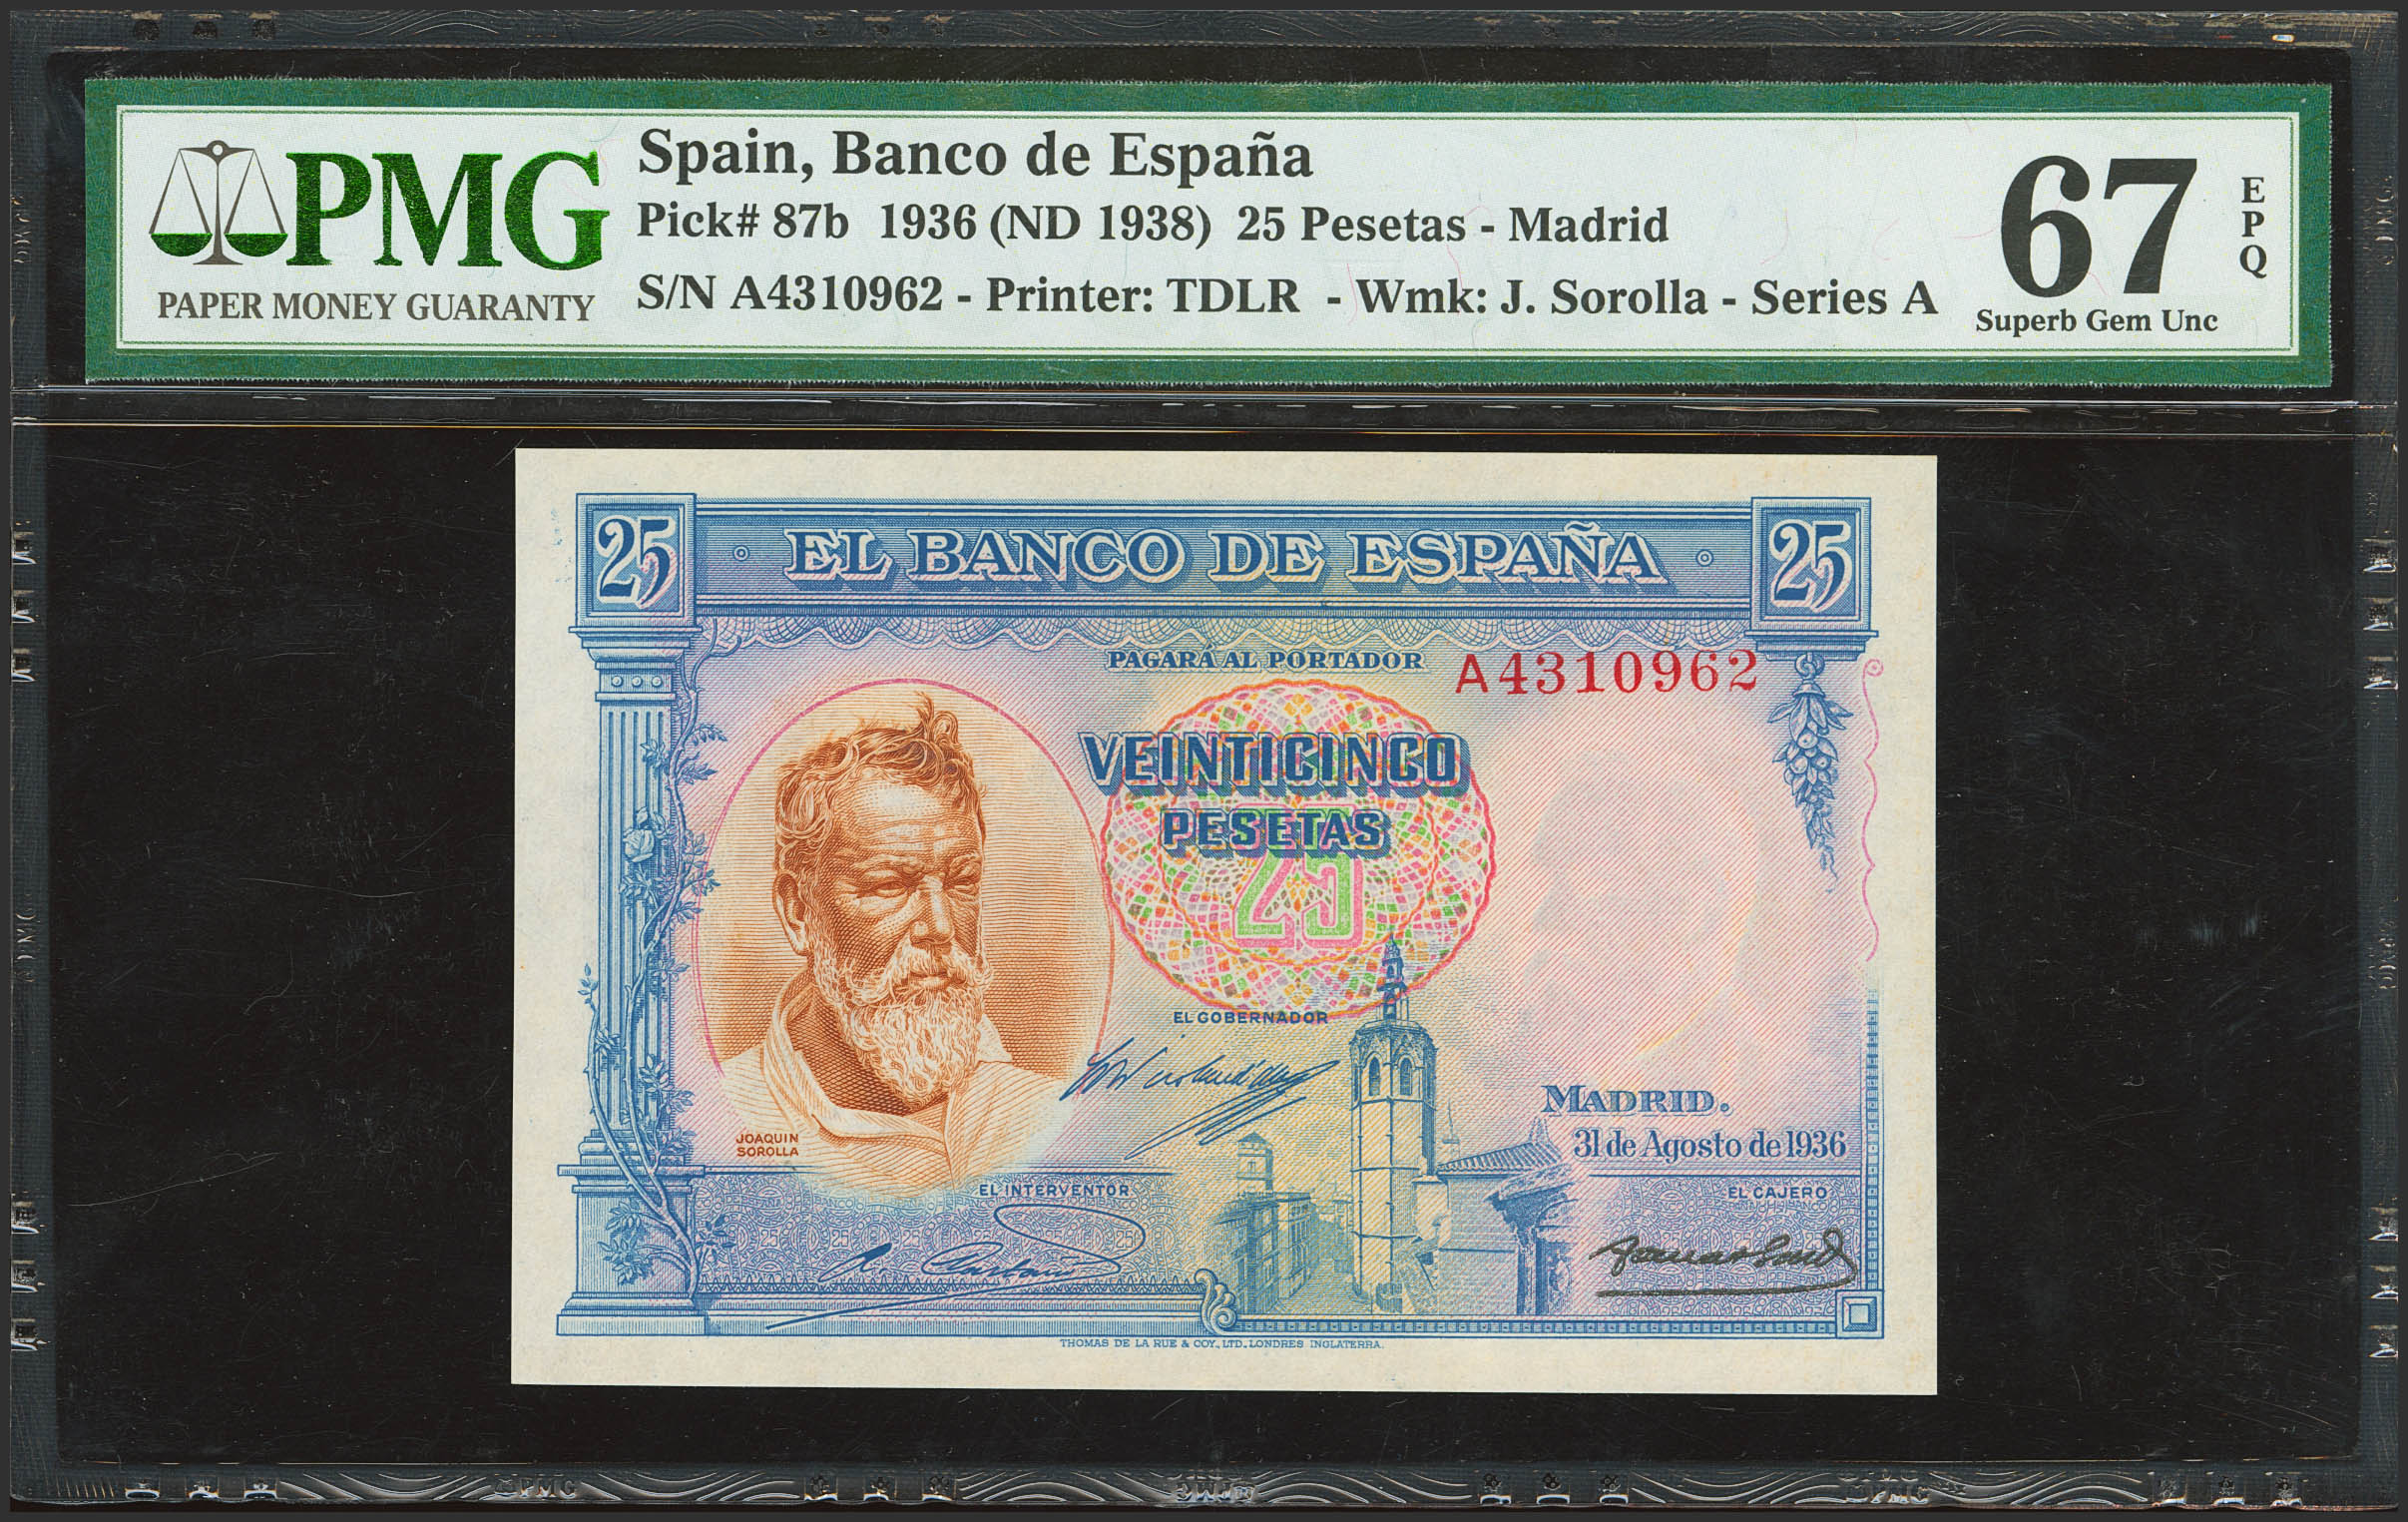 PMG
PAPER MONEY GUARANTY
Spain, Banco de España
Pick# 87b 1936 (ND 1938) 25 Pesetas - Madrid
S/N A4310962 - Printer: TDLR - Wmk: J. Sorolla - Series A
67
EPQ
Superb Gem Unc
25
EL BANCO DE ESPAÑA
25
PAGARÁ AL PORTADOR
A4310962
VEINTICINCO
PESETAS
25
EL GOBERNADOR
MADRID.
31 de Agosto de 1936
JOAQUIN
SOROLLA
EL INTERVENTOR
EL CAJERO
THOMAS DE LA RUE & COY., LTD. LONDRES INGLATERRA.
PMG